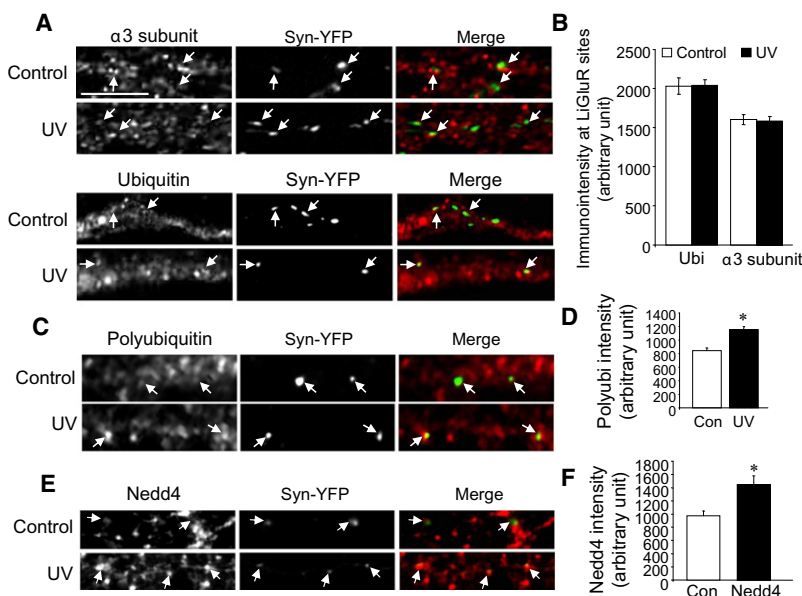 A
α3 subunit Syn-YFP Merge
Control
UV
Ubiquitin Syn-YFP Merge
Control
UV
B
Immunointensity at LiGluR sites
(arbitrary unit)
2500
2000
1500
1000
500
0
Control UV
Ubi α3 subunit
C
Polyubiquitin Syn-YFP Merge
Control
UV
D
Polyubi intensity
(arbitrary unit)
1400
1200
1000
800
600
400
200
0
*
Con UV
E
Nedd4 Syn-YFP Merge
Control
UV
F
Nedd4 intensity
(arbitrary unit)
1800
1600
1400
1200
1000
800
600
400
200
0
*
Con Nedd4